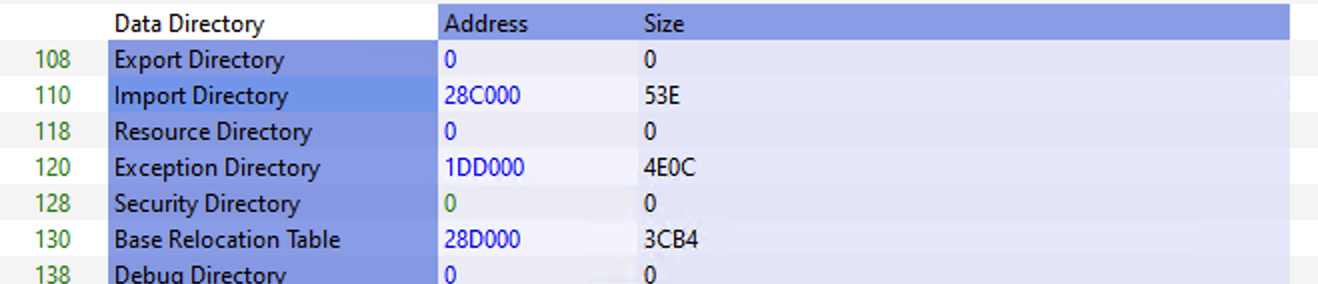 Data Directory Address Size
108 Export Directory 0 0
110 Import Directory 28C000 53E
118 Resource Directory 0 0
120 Exception Directory 1DD000 4E0C
128 Security Directory 0 0
130 Base Relocation Table 28D000 3CB4
138 Debug Directory 0 0